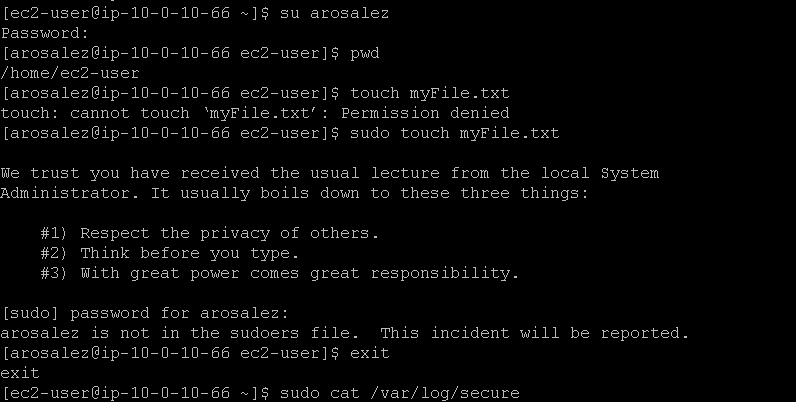 [ec2-user@ip-10-0-10-66 ~]$ su arosalez
Password:
[arosalez@ip-10-0-10-66 ec2-user]$ pwd
/home/ec2-user
[arosalez@ip-10-0-10-66 ec2-user]$ touch myFile.txt
touch: cannot touch ‘myFile.txt’: Permission denied
[arosalez@ip-10-0-10-66 ec2-user]$ sudo touch myFile.txt
We trust you have received the usual lecture from the local System
Administrator. It usually boils down to these three things:
#1) Respect the privacy of others.
#2) Think before you type.
#3) With great power comes great responsibility.
[sudo] password for arosalez:
arosalez is not in the sudoers file.  This incident will be reported.
[arosalez@ip-10-0-10-66 ec2-user]$ exit
exit
[ec2-user@ip-10-0-10-66 ~]$ sudo cat /var/log/secure